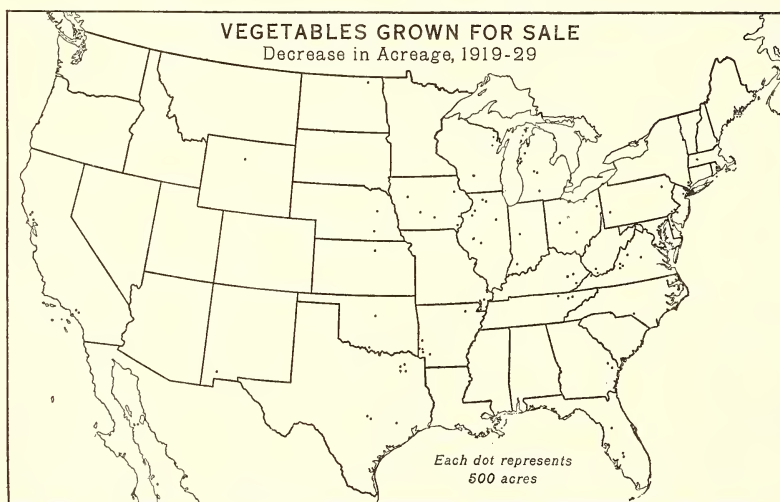 VEGETABLES GROWN FOR SALE
Decrease in Acreage, 1919-29
Each dot represents
500 acres